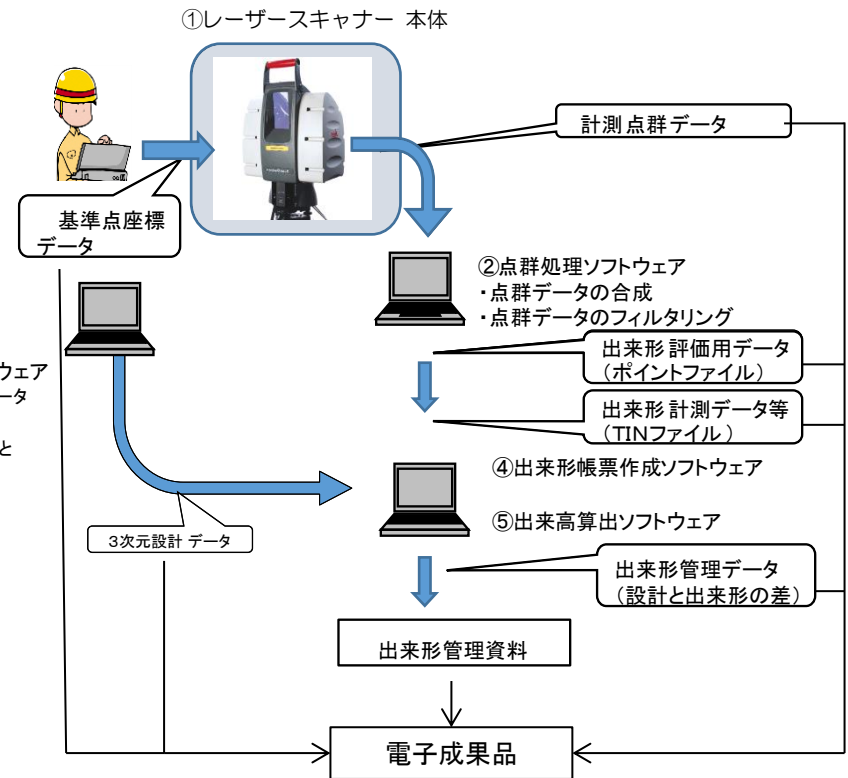 ①レーザースキャナー 本体
計測点群データ
基準点座標
データ
②点群処理ソフトウェア
・点群データの合成
・点群データのフィルタリング
出来形評価用データ
（ポイントファイル）
ウェア
ータ
と
出来形計測データ等
（TINファイル）
④出来形帳票作成ソフトウェア
⑤出来高算出ソフトウェア
3次元設計 データ
出来形管理データ
（設計と出来形の差）
出来形管理資料
電子成果品